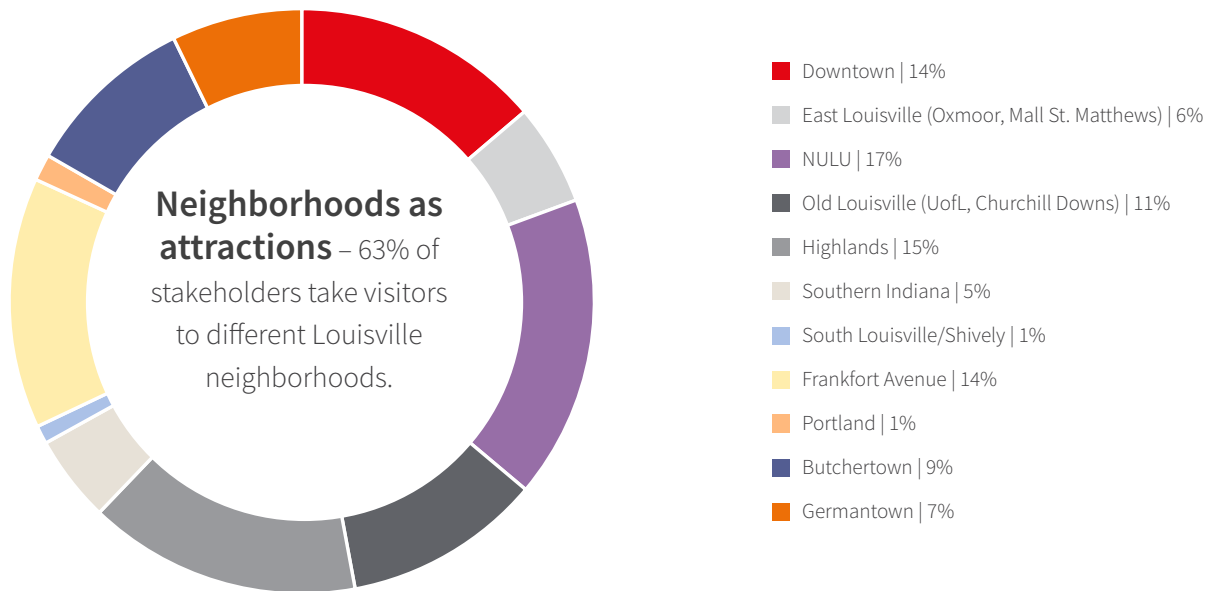 Neighborhoods as
attractions – 63% of
stakeholders take visitors
to different Louisville
neighborhoods.
Downtown | 14%
East Louisville (Oxmoor, Mall St. Matthews) | 6%
NULU | 17%
Old Louisville (UofL, Churchill Downs) | 11%
Highlands | 15%
Southern Indiana | 5%
South Louisville/Shively | 1%
Frankfort Avenue | 14%
Portland | 1%
Butchertown | 9%
Germantown | 7%